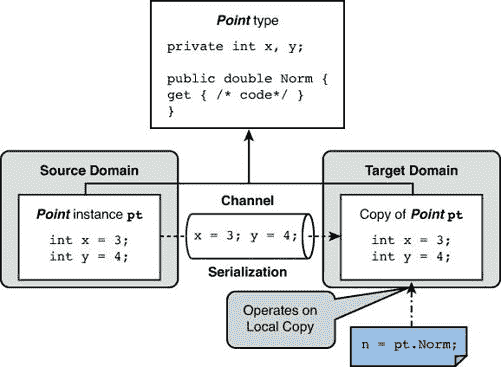 Point type
private int x, y;
public double Norm {
get { /* code*/ }
}
Source Domain
Point instance pt
int x = 3;
int y = 4;
Channel
x = 3; y = 4;
Serialization
Target Domain
Copy of Point pt
int x = 3;
int y = 4;
Operates on
Local Copy
n = pt.Norm;